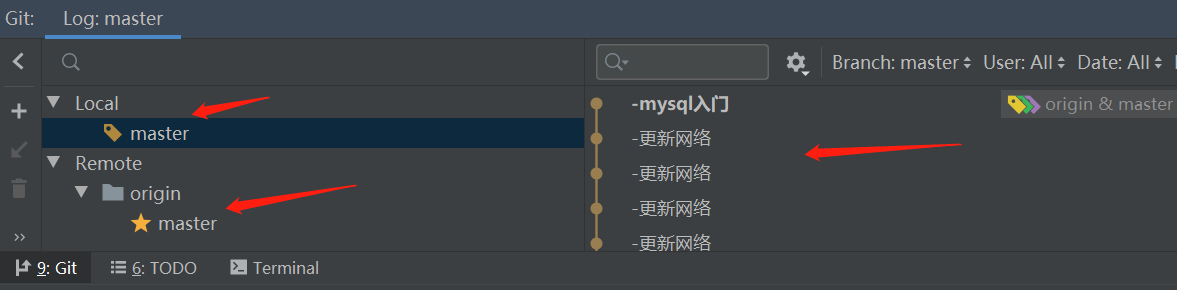 Git: Log: master
Branch: master User: All Date: All
Local
master
Remote
origin
master
-mysql入门 origin & master
-更新网络
-更新网络
-更新网络
-更新网络
9: Git 6: TODO Terminal